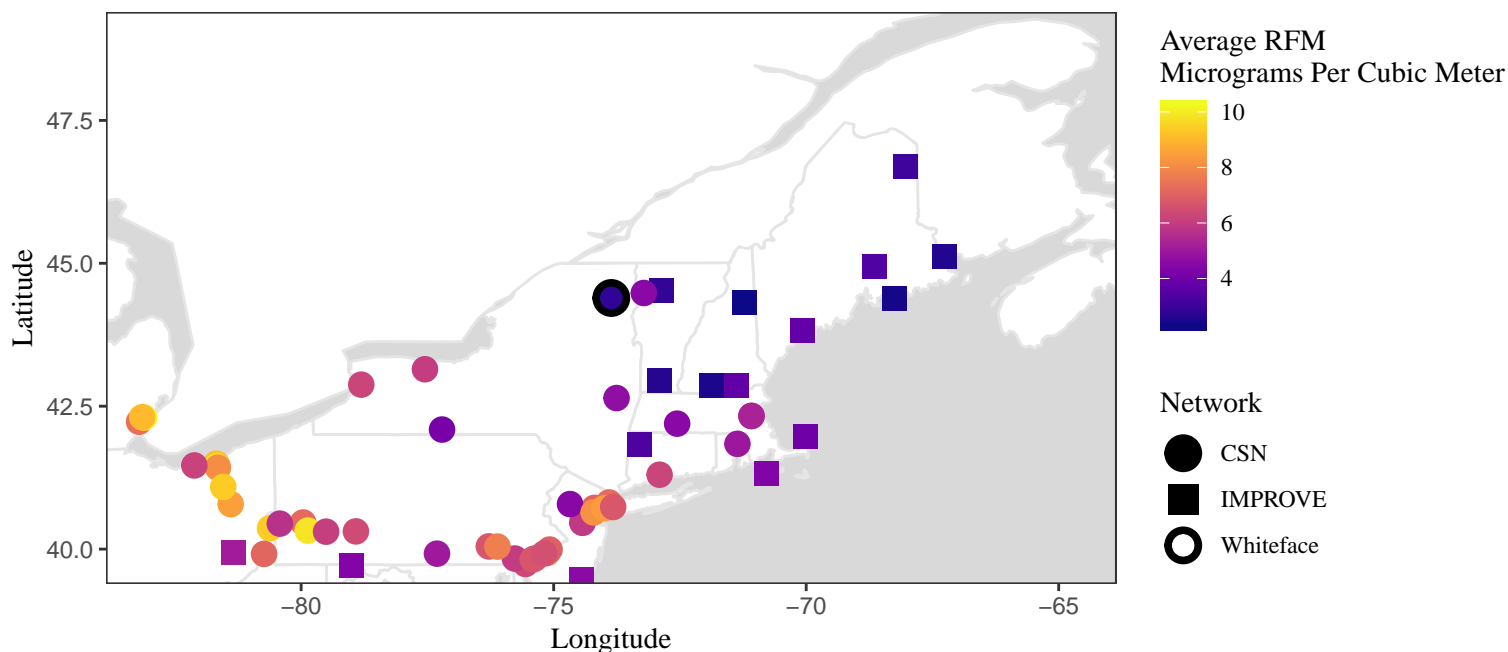 Average RFM
Micrograms Per Cubic Meter
10
8
6
4
Network
CSN
IMPROVE
Whiteface
Latitude
47.5
45.0
42.5
40.0
−80
−75
−70
−65
Longitude